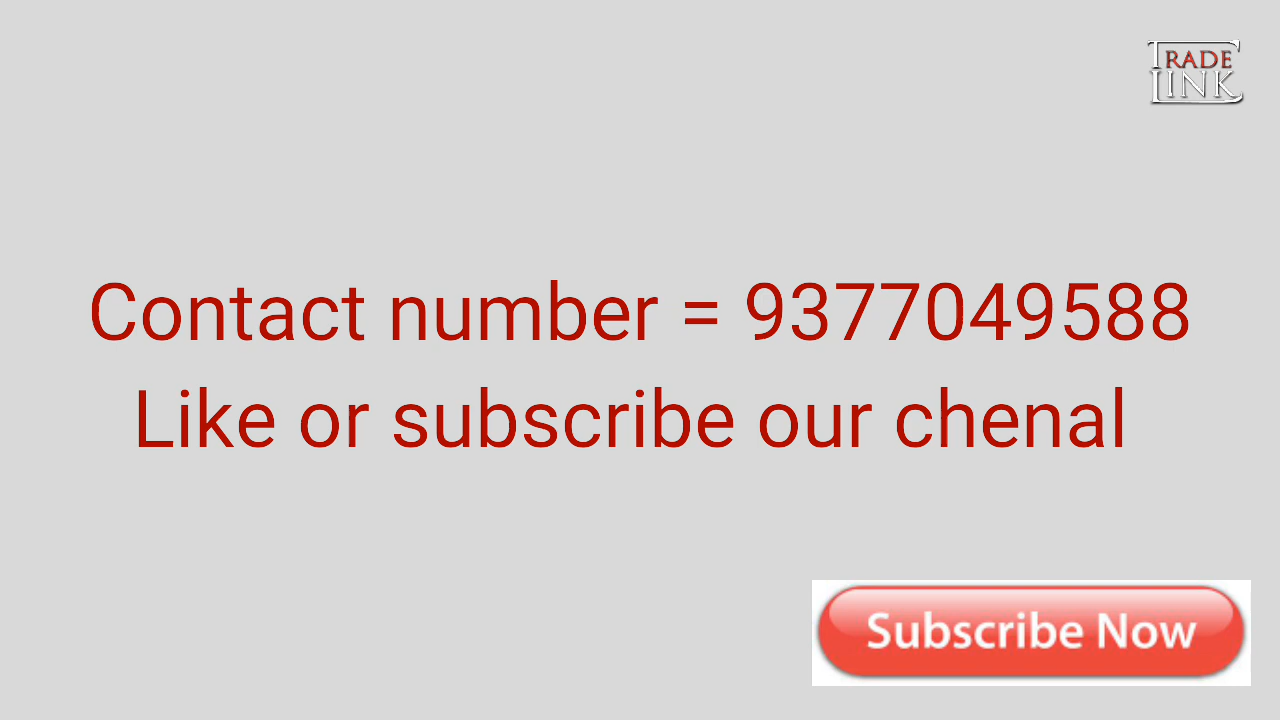 TRADE
LINK
Contact number = 9377049588
Like or subscribe our chenal
Subscribe Now